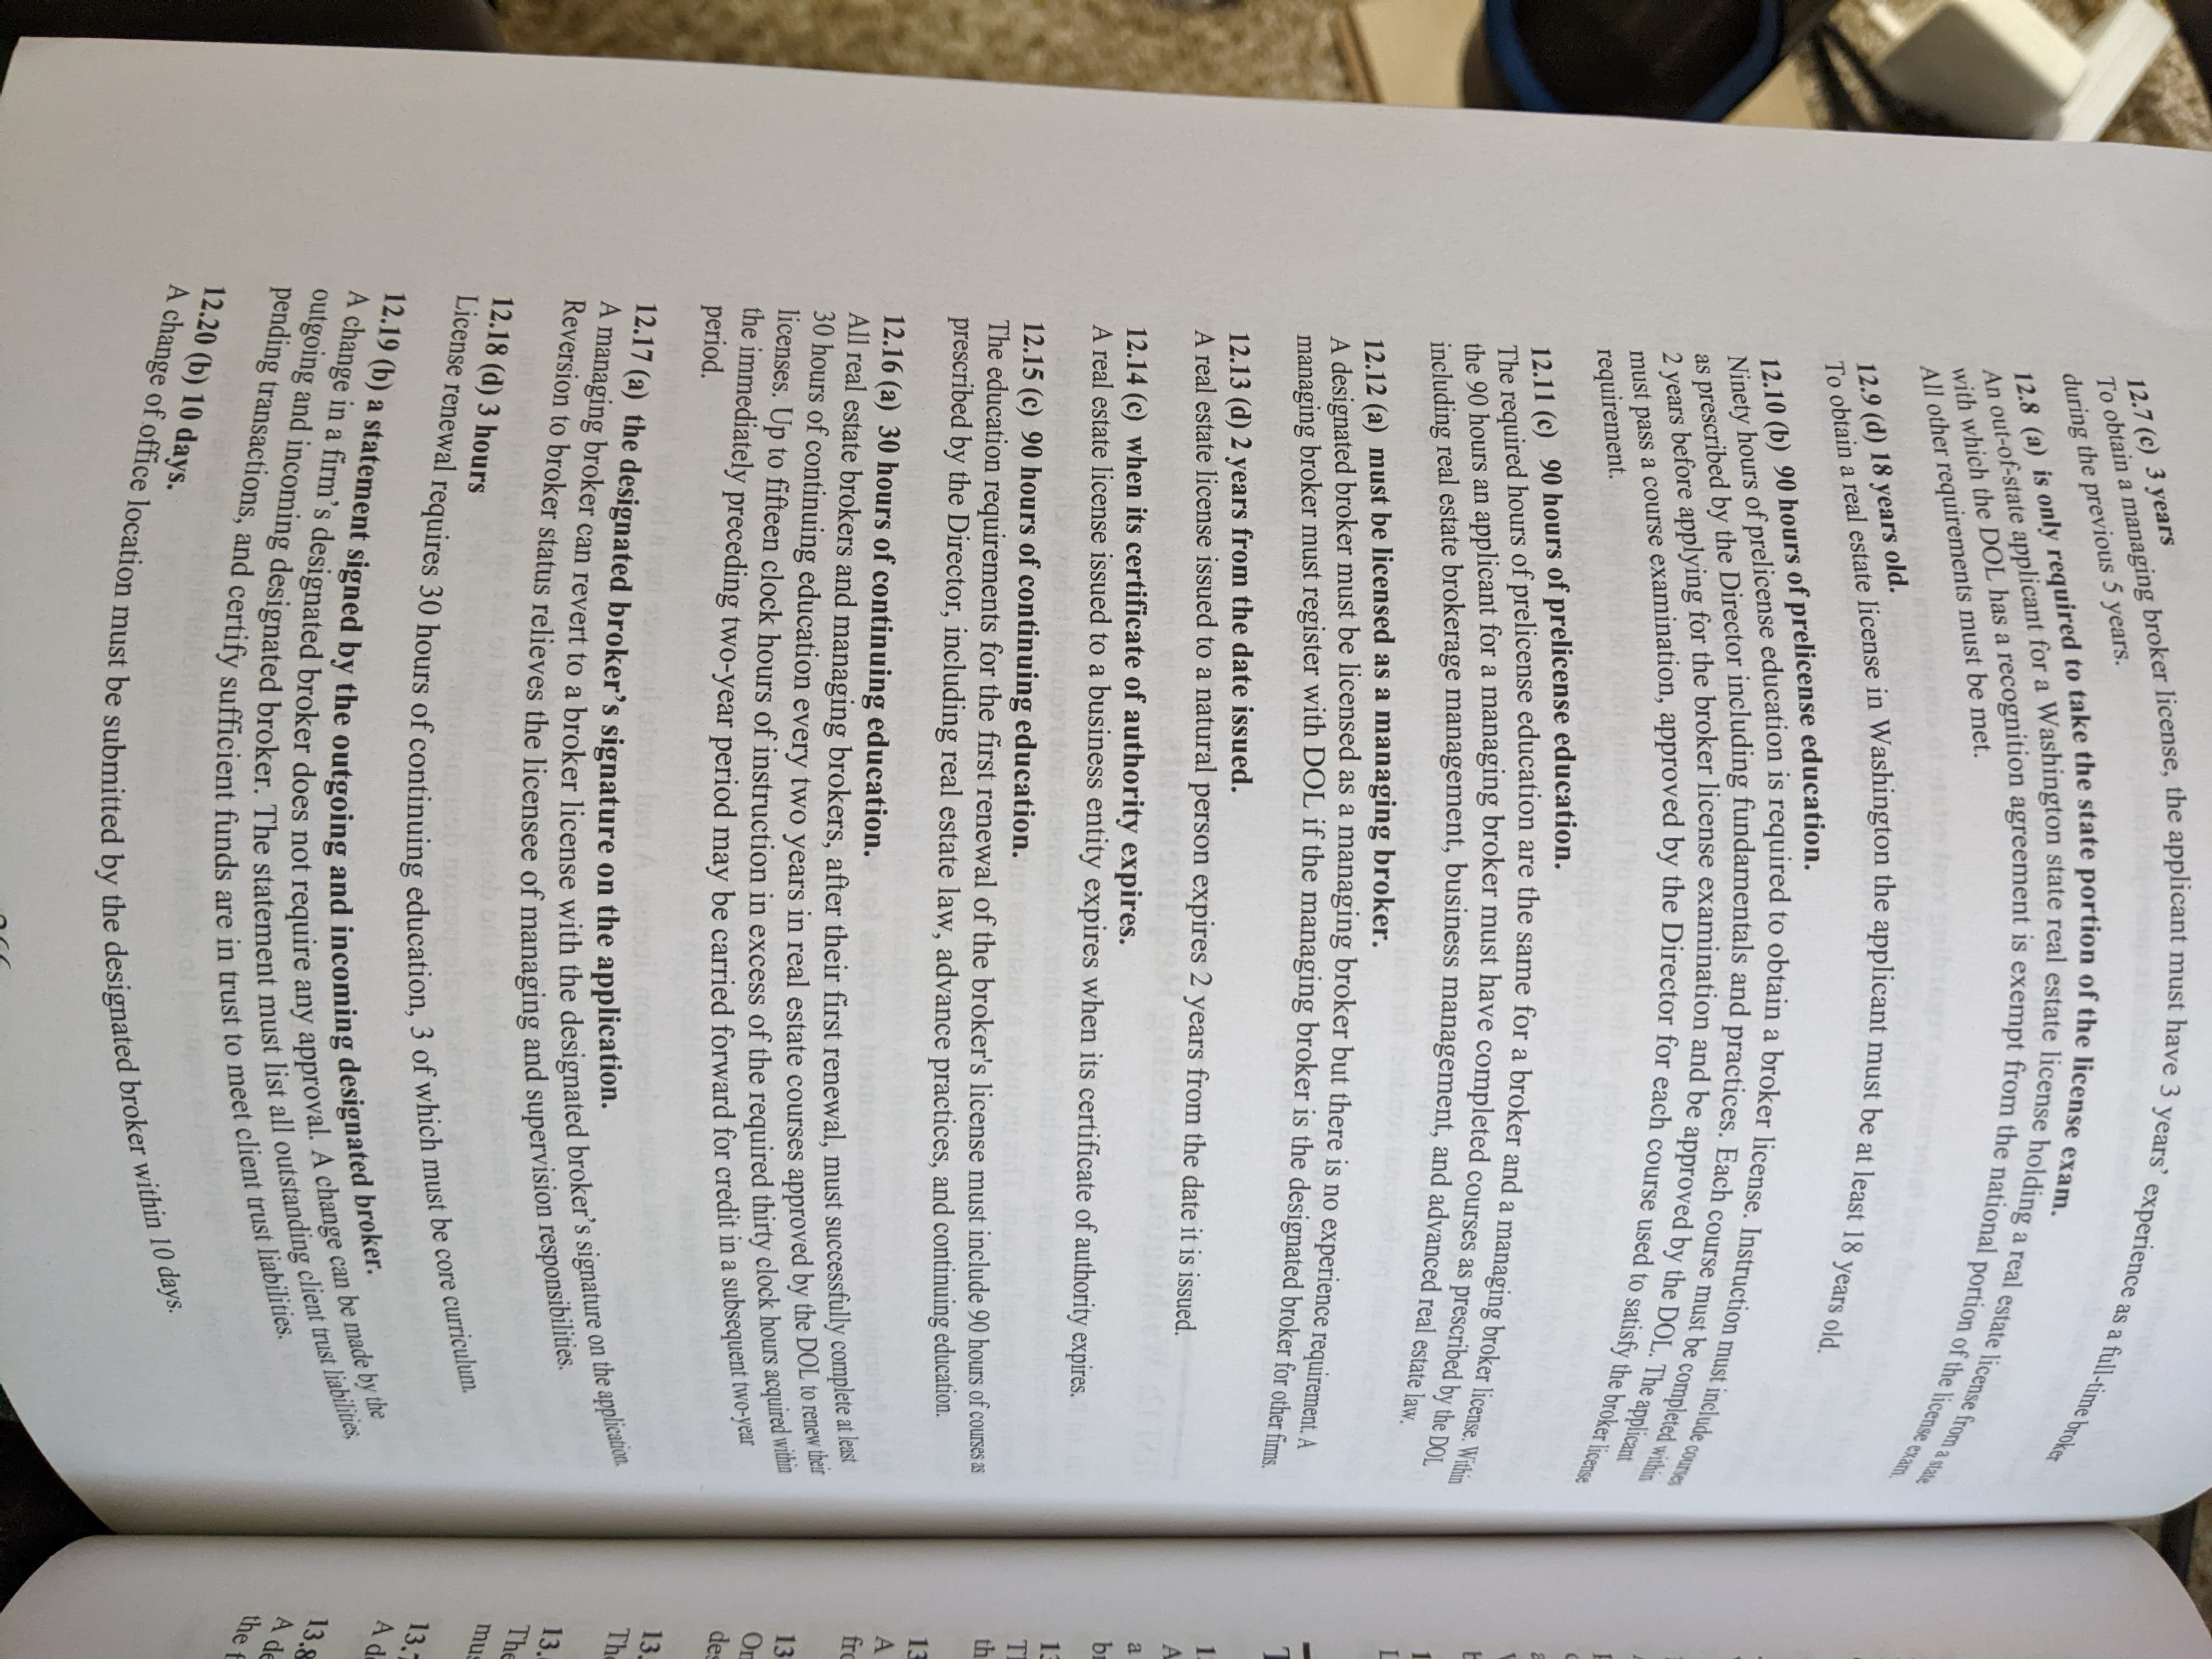 12.7 (c) 3 years
To obtain a managing broker license, the applicant must have 3 years' experience as a full-time broker
during the previous 5 years.
12.8 (a) is only required to take the state portion of the license exam.
An out-of-state applicant for a Washington state real estate license holding a real estate license from a state
with which the DOL has a recognition agreement is exempt from the national portion of the license exam.
All other requirements must be met.
12.9 (d) 18 years old.
To obtain a real estate license in Washington the applicant must be at least 18 years old.
12.10 (b) 90 hours of prelicense education.
Ninety hours of prelicense education is required to obtain a broker license. Instruction must include courses
as prescribed by the Director including fundamentals and practices. Each course must be completed within
2 years before applying for the broker license examination and be approved by the DOL. The applicant
must pass a course examination, approved by the Director for each course used to satisfy the broker license
requirement.
12.11 (c) 90 hours of prelicense education.
The required hours of prelicense education are the same for a broker and a managing broker license. Within
the 90 hours an applicant for a managing broker must have completed courses as prescribed by the DOL
including real estate brokerage management, business management, and advanced real estate law.
12.12 (a) must be licensed as a managing broker.
A designated broker must be licensed as a managing broker but there is no experience requirement. A
managing broker must register with DOL if the managing broker is the designated broker for other firms.
12.13 (d) 2 years from the date issued.
A real estate license issued to a natural person expires 2 years from the date it is issued.
12.14 (c) when its certificate of authority expires.
A real estate license issued to a business entity expires when its certificate of authority expires.
12.15 (c) 90 hours of continuing education.
The education requirements for the first renewal of the broker's license must include 90 hours of courses as
prescribed by the Director, including real estate law, advance practices, and continuing education.
12.16 (a) 30 hours of continuing education.
All real estate brokers and managing brokers, after their first renewal, must successfully complete at least
30 hours of continuing education every two years in real estate courses approved by the DOL to renew their
licenses. Up to fifteen clock hours of instruction in excess of the required thirty clock hours acquired within
the immediately preceding two-year period may be carried forward for credit in a subsequent two-year
period.
12.17 (a) the designated broker's signature on the application.
A managing broker can revert to a broker license with the designated broker's signature on the application.
Reversion to broker status relieves the licensee of managing and supervision responsibilities.
12.18 (d) 3 hours
License renewal requires 30 hours of continuing education, 3 of which must be core curriculum.
12.19 (b) a statement signed by the outgoing and incoming designated broker.
A change in a firm's designated broker does not require any approval. A change can be made by the
outgoing and incoming designated broker. The statement must list all outstanding client trust liabilities,
pending transactions, and certify sufficient funds are in trust to meet client trust liabilities.
12.20 (b) 10 days.
A change of office location must be submitted by the designated broker within 10 days.
13.8
A de
the f